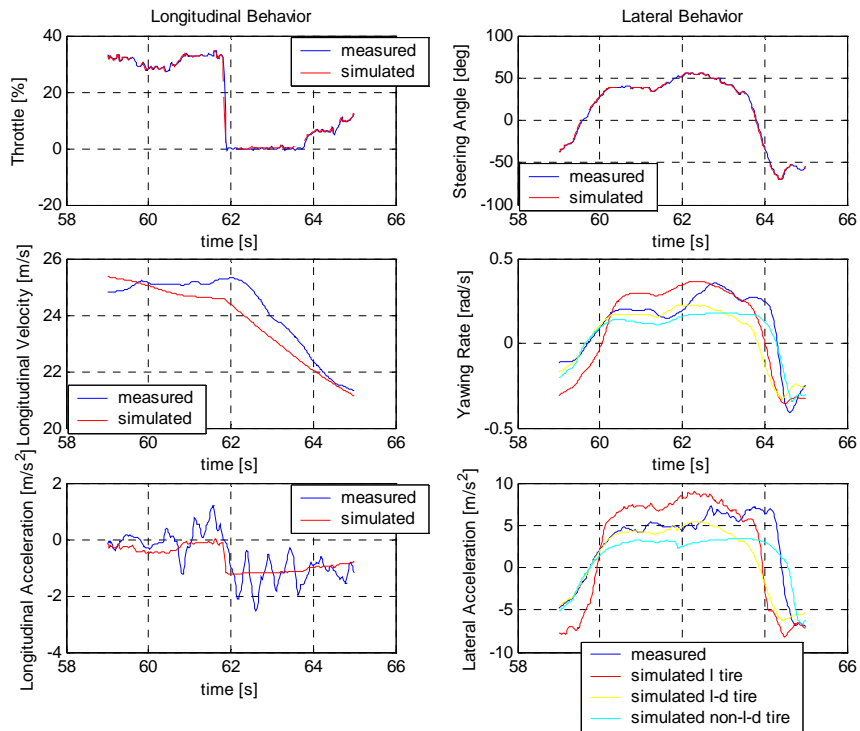 Longitudinal Behavior
Throttle [%]
40
20
0
-20
58
60
62
64
66
time [s]
measured
simulated
Lateral Behavior
Steering Angle [deg]
100
50
0
-50
-100
58
60
62
64
66
time [s]
measured
simulated
Longitudinal Velocity [m/s]
26
24
22
20
58
60
62
64
66
time [s]
measured
simulated
Yawing Rate [rad/s]
0.5
0
-0.5
58
60
62
64
66
time [s]
Longitudinal Acceleration [m/s²]
2
0
-2
-4
58
60
62
64
66
time [s]
measured
simulated
Lateral Acceleration [m/s²]
10
5
0
-5
-10
58
60
62
64
66
measured
simulated l tire
simulated l-d tire
simulated non-l-d tire